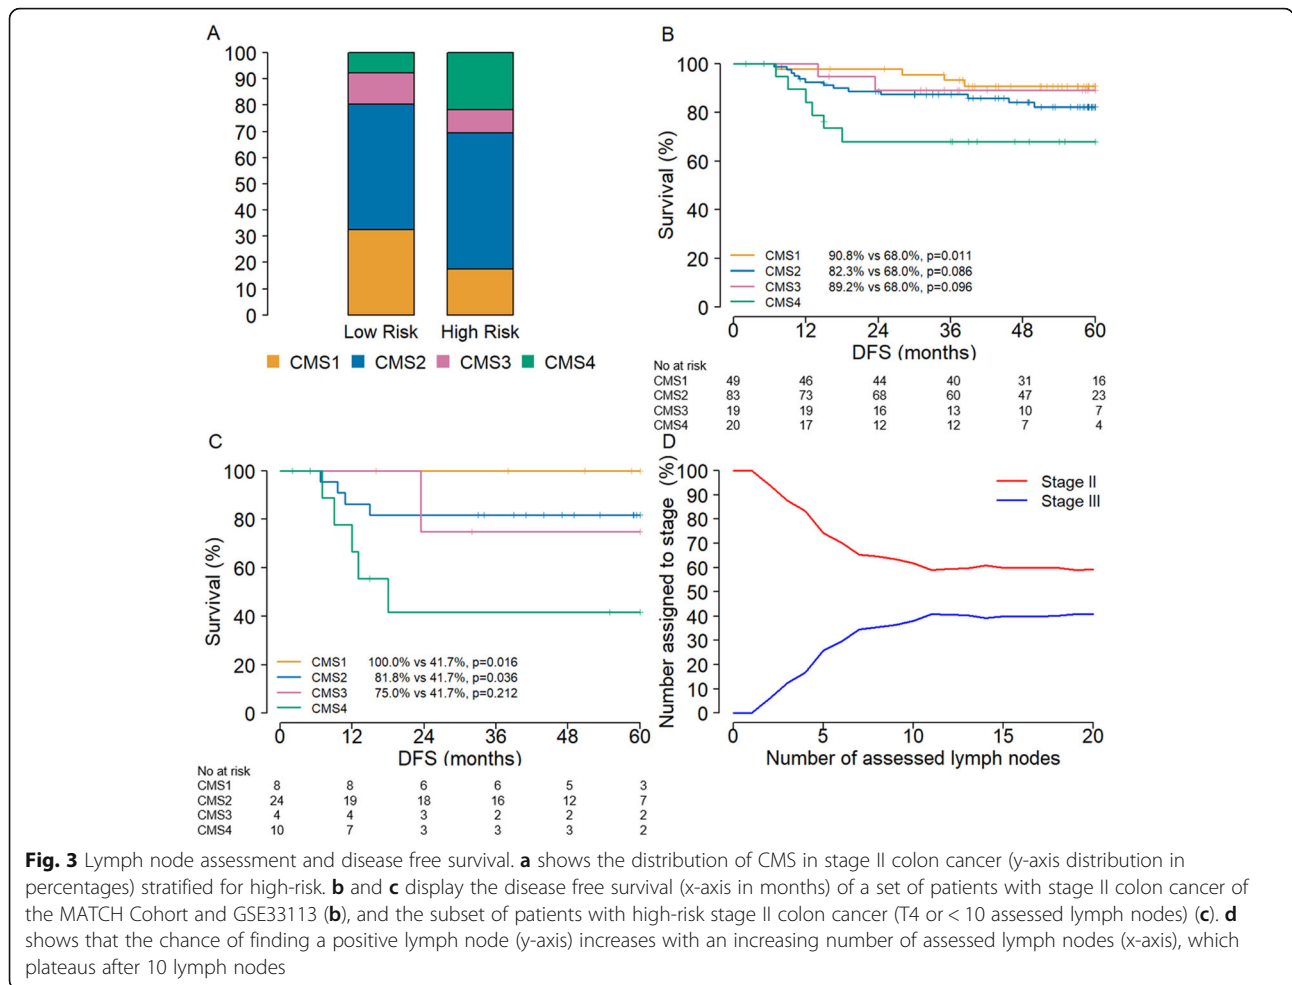 A
100
90
80
70
60
50
40
30
20
10
0
Low Risk High Risk
CMS1 CMS2 CMS3 CMS4
B
Survival (%)
100
80
60
40
20
0
CMS1 90.8% vs 68.0%, p=0.011
CMS2 82.3% vs 68.0%, p=0.086
CMS3 89.2% vs 68.0%, p=0.096
CMS4
0 12 24 36 48 60
DFS (months)
No at risk
CMS1 49 46 44 40 31 16
CMS2 83 73 68 60 47 23
CMS3 19 19 16 13 10 7
CMS4 20 17 12 12 7 4
C
Survival (%)
100
80
60
40
20
0
CMS1 100.0% vs 41.7%, p=0.016
CMS2 81.8% vs 41.7%, p=0.036
CMS3 75.0% vs 41.7%, p=0.212
CMS4
0 12 24 36 48 60
DFS (months)
No at risk
CMS1 8 8 6 6 5 3
CMS2 24 19 18 16 12 7
CMS3 4 4 3 2 2 2
CMS4 10 7 3 3 3 2
D
Number assigned to stage (%)
100
90
80
70
60
50
40
30
20
10
0
Stage II
Stage III
0 5 10 15 20
Number of assessed lymph nodes
Fig. 3 Lymph node assessment and disease free survival. a shows the distribution of CMS in stage II colon cancer (y-axis distribution in
percentages) stratified for high-risk. b and c display the disease free survival (x-axis in months) of a set of patients with stage II colon cancer of
the MATCH Cohort and GSE33113 (b), and the subset of patients with high-risk stage II colon cancer (T4 or < 10 assessed lymph nodes) (c). d
shows that the chance of finding a positive lymph node (y-axis) increases with an increasing number of assessed lymph nodes (x-axis), which
plateaus after 10 lymph nodes